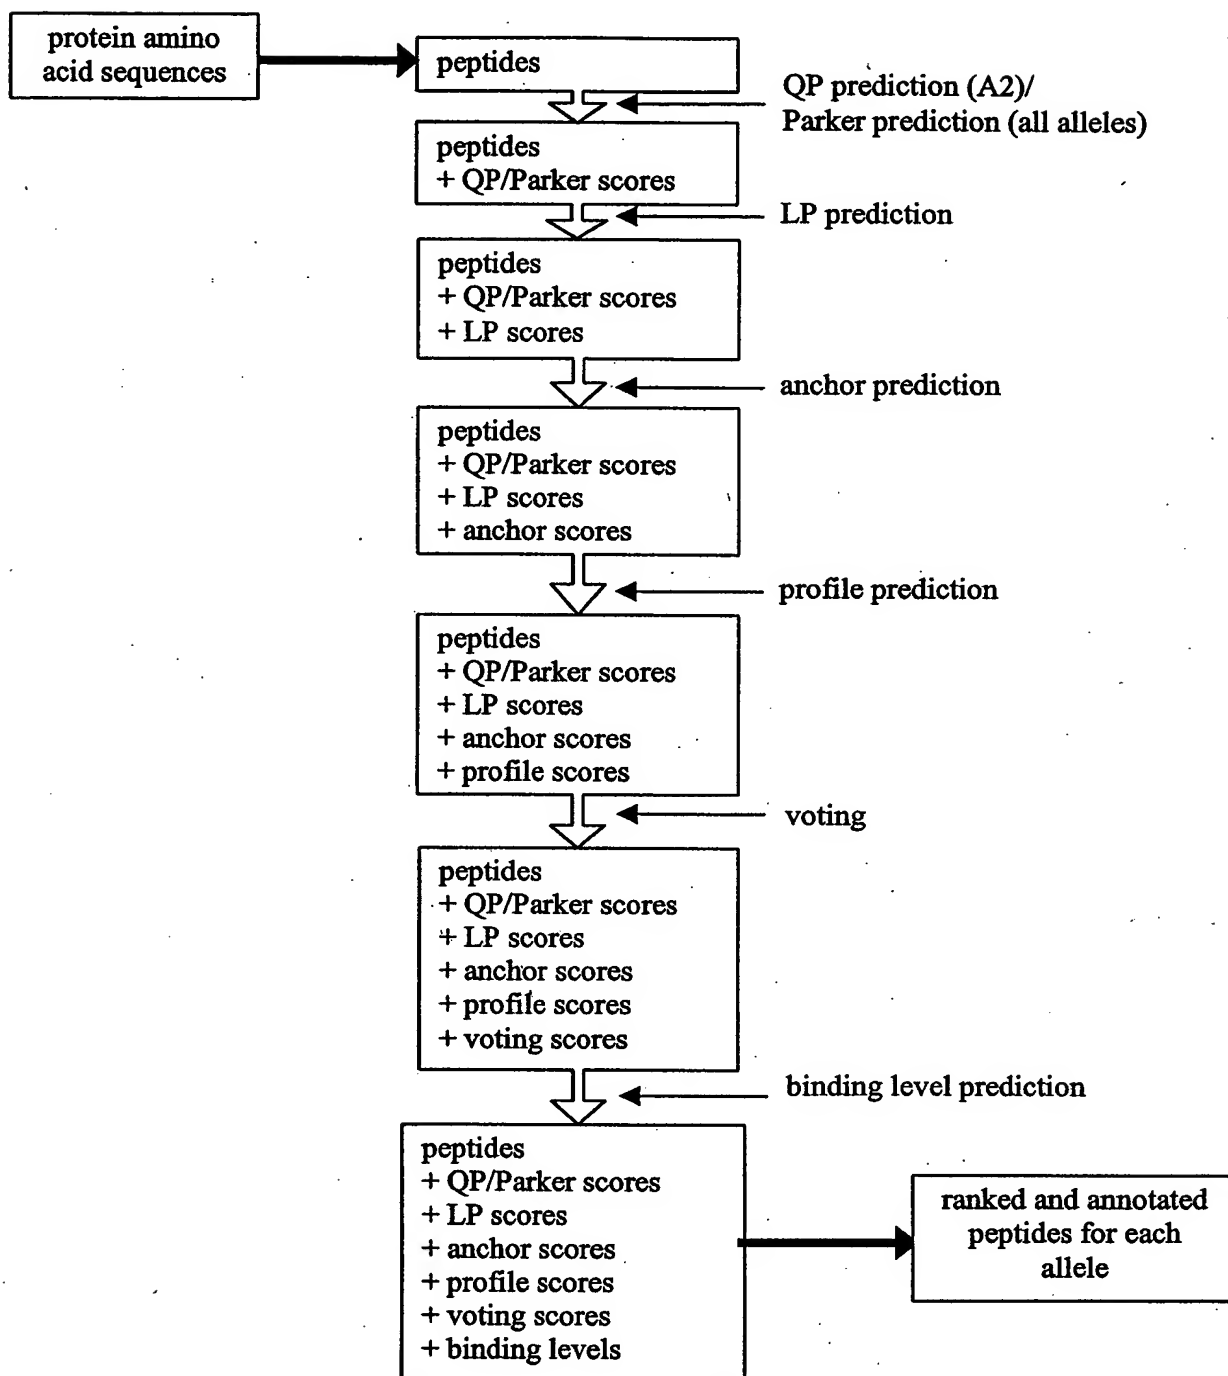 protein amino
acid sequences
peptides
QP prediction (A2)/
Parker prediction (all alleles)
peptides
+ QP/Parker scores
LP prediction
peptides
+ QP/Parker scores
+ LP scores
anchor prediction
peptides
+ QP/Parker scores
+ LP scores
+ anchor scores
profile prediction
peptides
+ QP/Parker scores
+ LP scores
+ anchor scores
+ profile scores
voting
peptides
+ QP/Parker scores
+ LP scores
+ anchor scores
+ profile scores
+ voting scores
binding level prediction
peptides
+ QP/Parker scores
+ LP scores
+ anchor scores
+ profile scores
+ voting scores
+ binding levels
ranked and annotated
peptides for each
allele